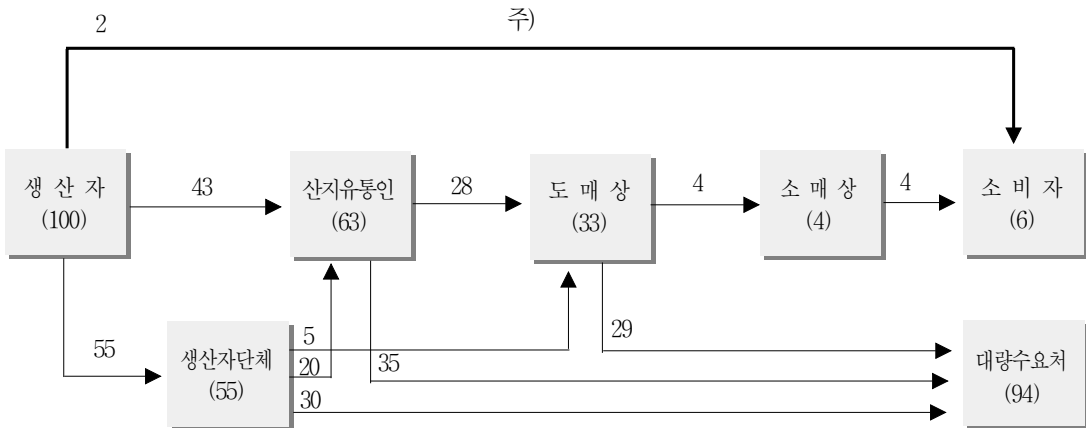 2 주)
생 산 자
(100)
43
산지유통인
(63)
28
도 매 상
(33)
4
소 매 상
(4)
4
소 비 자
(6)
55
생산자단체
(55)
5
20
30
35
29
대량수요처
(94)